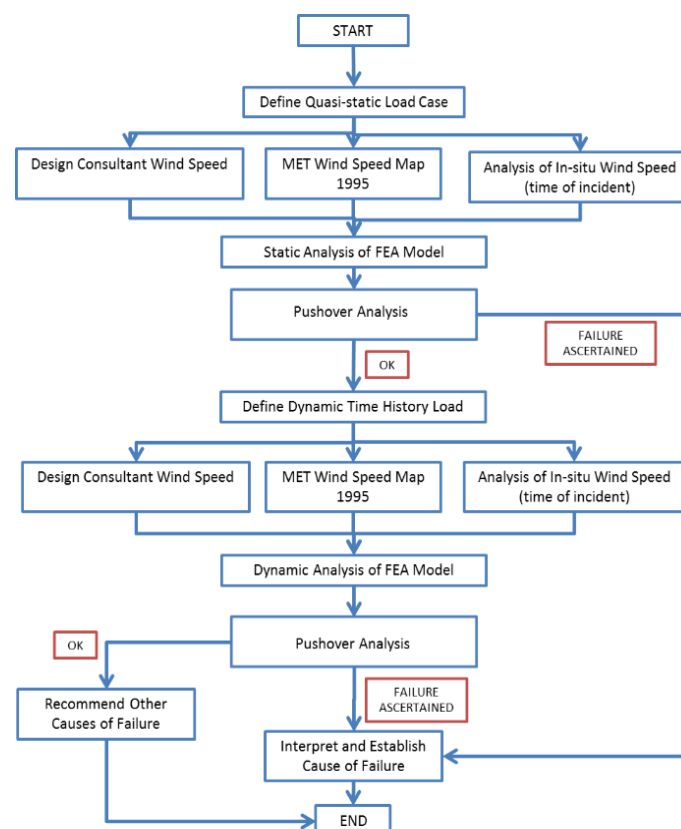 START
Define Quasi-static Load Case
Design Consultant Wind Speed
MET Wind Speed Map
1995
Analysis of In-situ Wind Speed
(time of incident)
Static Analysis of FEA Model
Pushover Analysis
FAILURE
ASCERTAINED
OK
Define Dynamic Time History Load
Design Consultant Wind Speed
MET Wind Speed Map
1995
Analysis of In-situ Wind Speed
(time of incident)
Dynamic Analysis of FEA Model
OK
Pushover Analysis
FAILURE
ASCERTAINED
Recommend Other
Causes of Failure
Interpret and Establish
Cause of Failure
END